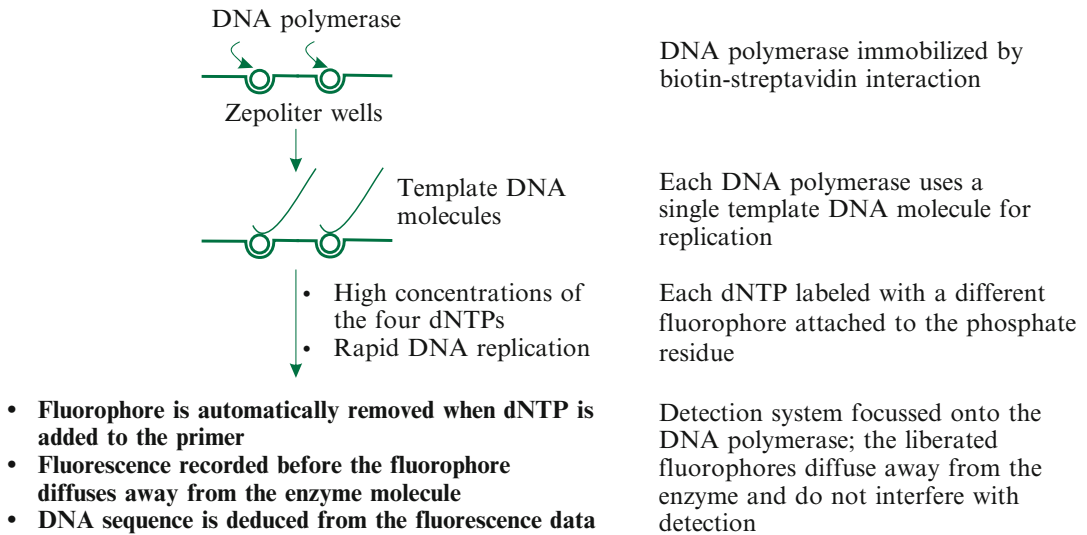 DNA polymerase
DNA polymerase immobilized by
biotin-streptavidin interaction
Zepoliter wells
Template DNA
molecules
Each DNA polymerase uses a
single template DNA molecule for
replication
• High concentrations of
the four dNTPs
• Rapid DNA replication
Each dNTP labeled with a different
fluorophore attached to the phosphate
residue
• Fluorophore is automatically removed when dNTP is
added to the primer
• Fluorescence recorded before the fluorophore
diffuses away from the enzyme molecule
• DNA sequence is deduced from the fluorescence data
Detection system focussed onto the
DNA polymerase; the liberated
fluorophores diffuse away from the
enzyme and do not interfere with
detection